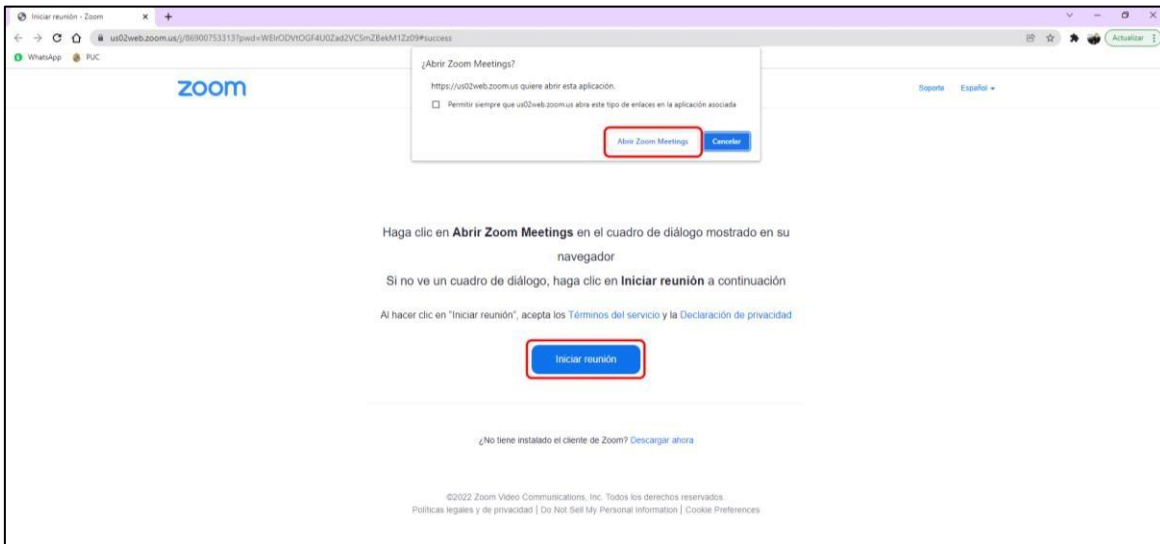 Iniciar reunión - Zoom
us02web.zoom.us/j/86900753313?pwd=WElrODVtOGF4U0Zad2VCSmZBekM1Zz09#success
Actualizar
WhatsApp PUC
¿Abrir Zoom Meetings?
https://us02web.zoom.us quiere abrir esta aplicación.
Permitir siempre que us02web.zoom.us abra este tipo de enlaces en la aplicación asociada
Abrir Zoom Meetings Cancelar
zoom
Soporte Español
Haga clic en Abrir Zoom Meetings en el cuadro de diálogo mostrado en su
navegador
Si no ve un cuadro de diálogo, haga clic en Iniciar reunión a continuación
Al hacer clic en "Iniciar reunión", acepta los Términos del servicio y la Declaración de privacidad
Iniciar reunión
¿No tiene instalado el cliente de Zoom? Descargar ahora
©2022 Zoom Video Communications, Inc. Todos los derechos reservados.
Políticas legales y de privacidad | Do Not Sell My Personal Information | Cookie Preferences